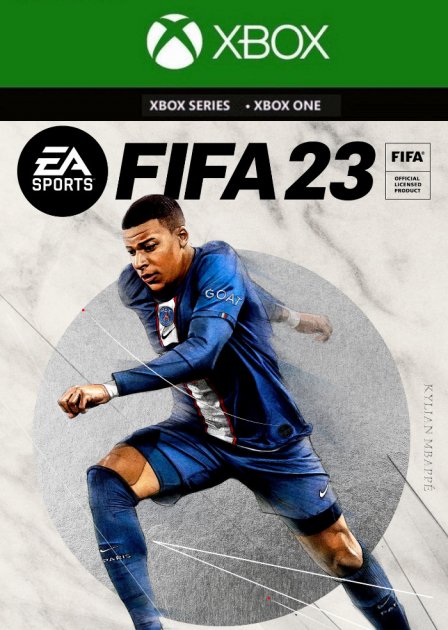 XBOX
XBOX SERIES • XBOX ONE
EA
SPORTS
FIFA 23
FIFA®
OFFICIAL
LICENSED
PRODUCT
GOAT
KYLIAN MBAPPÉ
PARIS